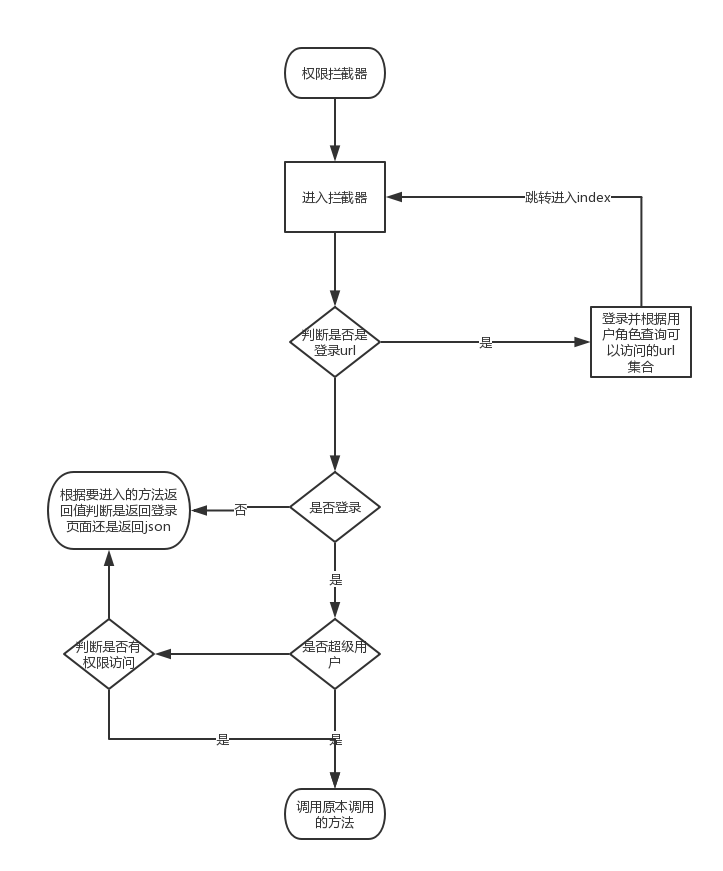 权限拦截器
进入拦截器
跳转进入index
判断是否是
登录url
是
登录并根据用
户角色查询可
以访问的url
集合
根据要进入的方法返
回值判断是返回登录
页面还是返回json
否
是否登录
是
判断是否有
权限访问
是否超级用
户
是
是
调用原本调用
的方法